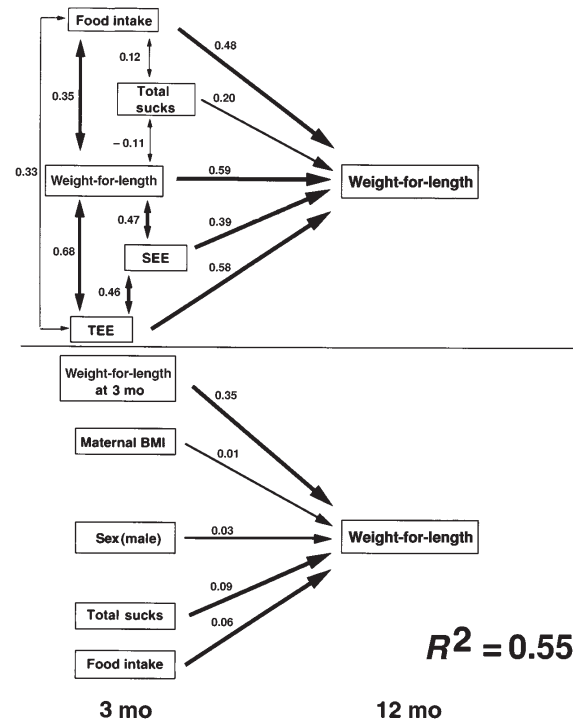 Food intake
0.48
0.12
0.35
Total
sucks
0.20
– 0.11
0.33
Weight-for-length
0.59
Weight-for-length
0.47
0.39
0.68
SEE
0.58
0.46
TEE
Weight-for-length
at 3 mo
0.35
Maternal BMI
0.01
Sex(male)
0.03
Weight-for-length
0.09
Total sucks
0.06
Food intake
R² = 0.55
3 mo
12 mo